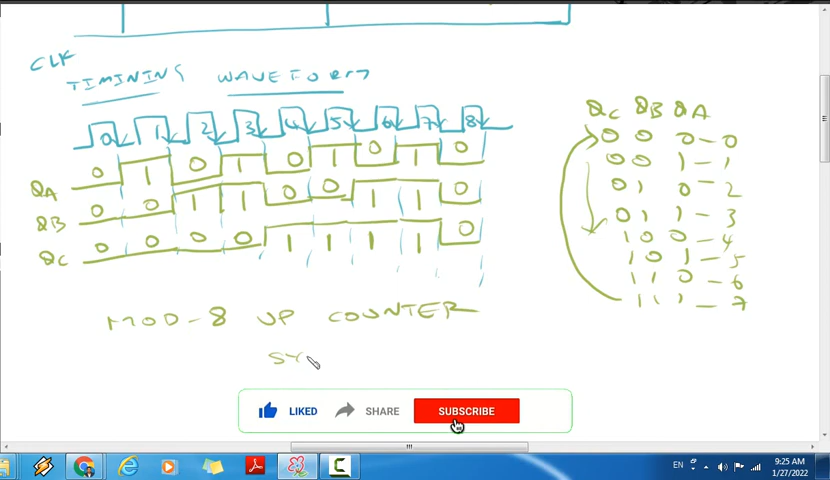 CLK
TIMINING WAVEFORM
0 1 2 3 4 5 6 7 8
QA 0 1 0 1 0 1 0 1 0
QB 0 0 1 1 0 0 1 1 0
QC 0 0 0 0 1 1 1 1 0
QC QB QA
0 0 0 - 0
0 0 1 - 1
0 1 0 - 2
0 1 1 - 3
1 0 0 - 4
1 0 1 - 5
1 1 0 - 6
1 1 1 - 7
MOD-8 UP COUNTER
SY
LIKED SHARE SUBSCRIBE
EN 9:25 AM
1/27/2022